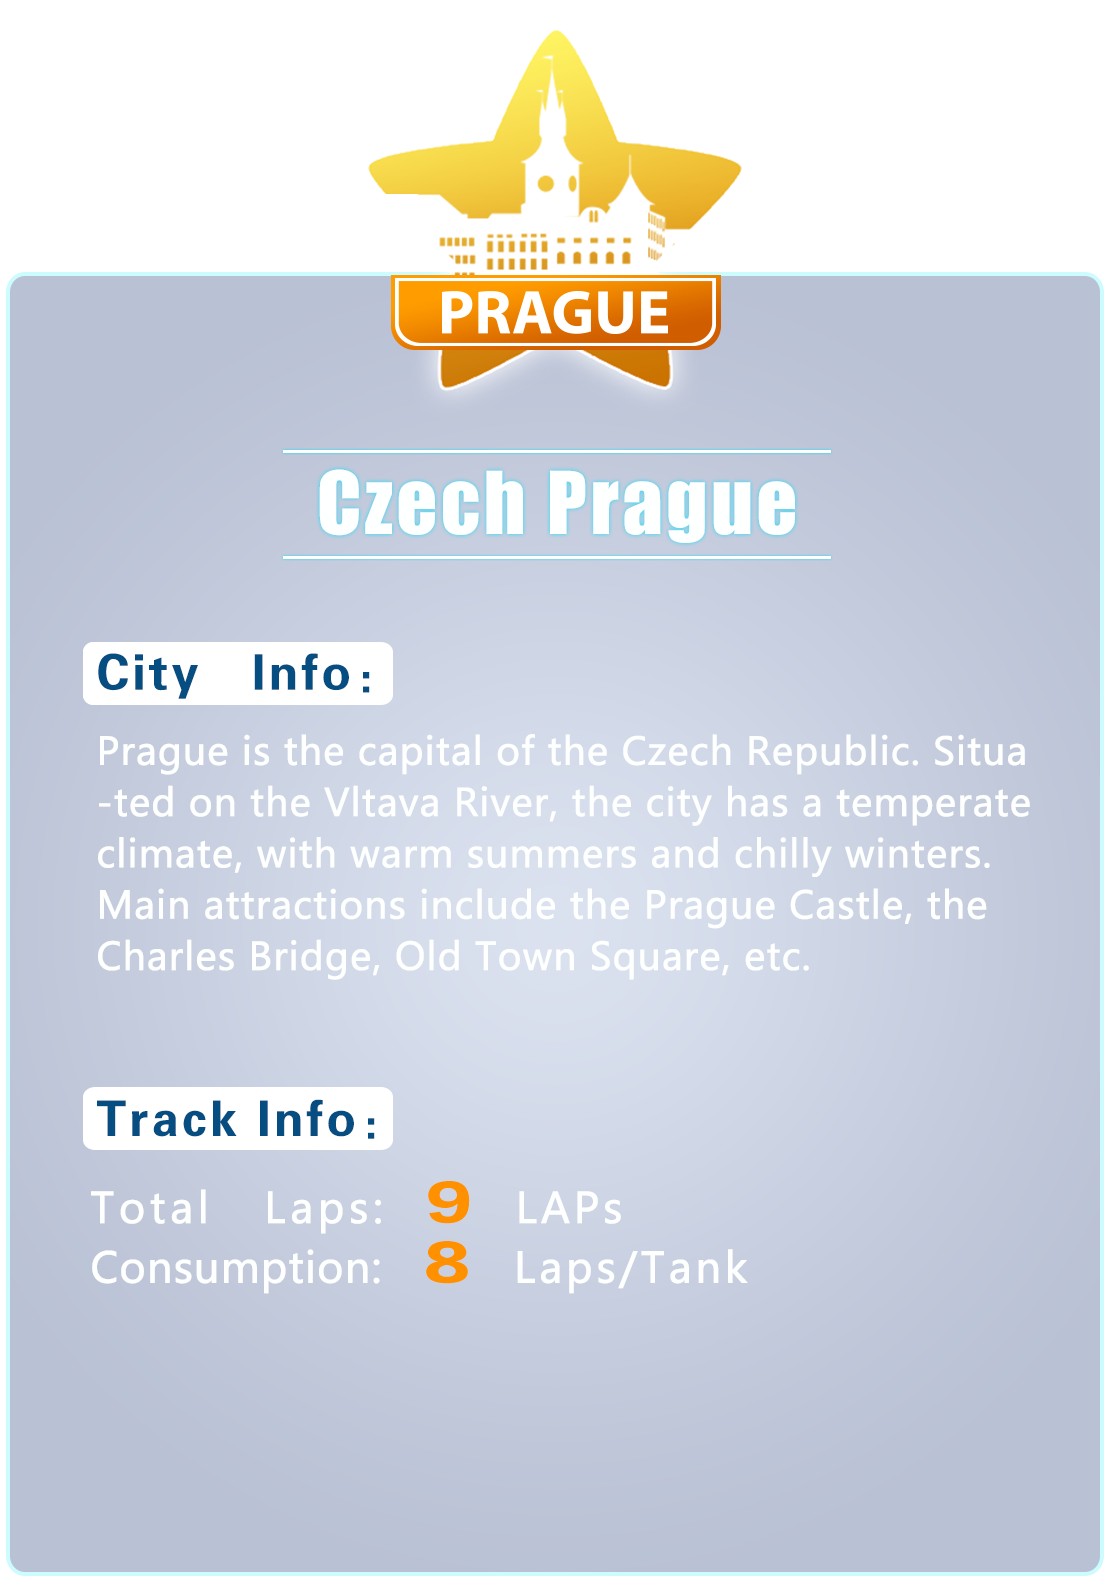 PRAGUE
Czech Prague
City Info:
Prague is the capital of the Czech Republic. Situa
-ted on the Vltava River, the city has a temperate
climate, with warm summers and chilly winters.
Main attractions include the Prague Castle, the
Charles Bridge, Old Town Square, etc.
Track Info:
Total Laps: 9 LAPs
Consumption: 8 Laps/Tank